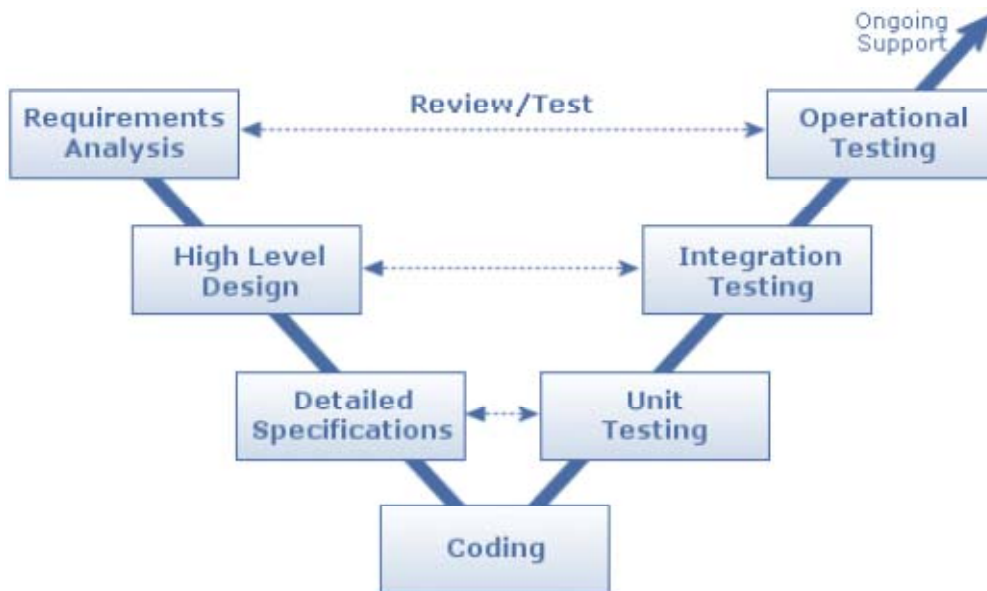 Ongoing
Support
Review/Test
Requirements
Analysis
Operational
Testing
High Level
Design
Integration
Testing
Detailed
Specifications
Unit
Testing
Coding